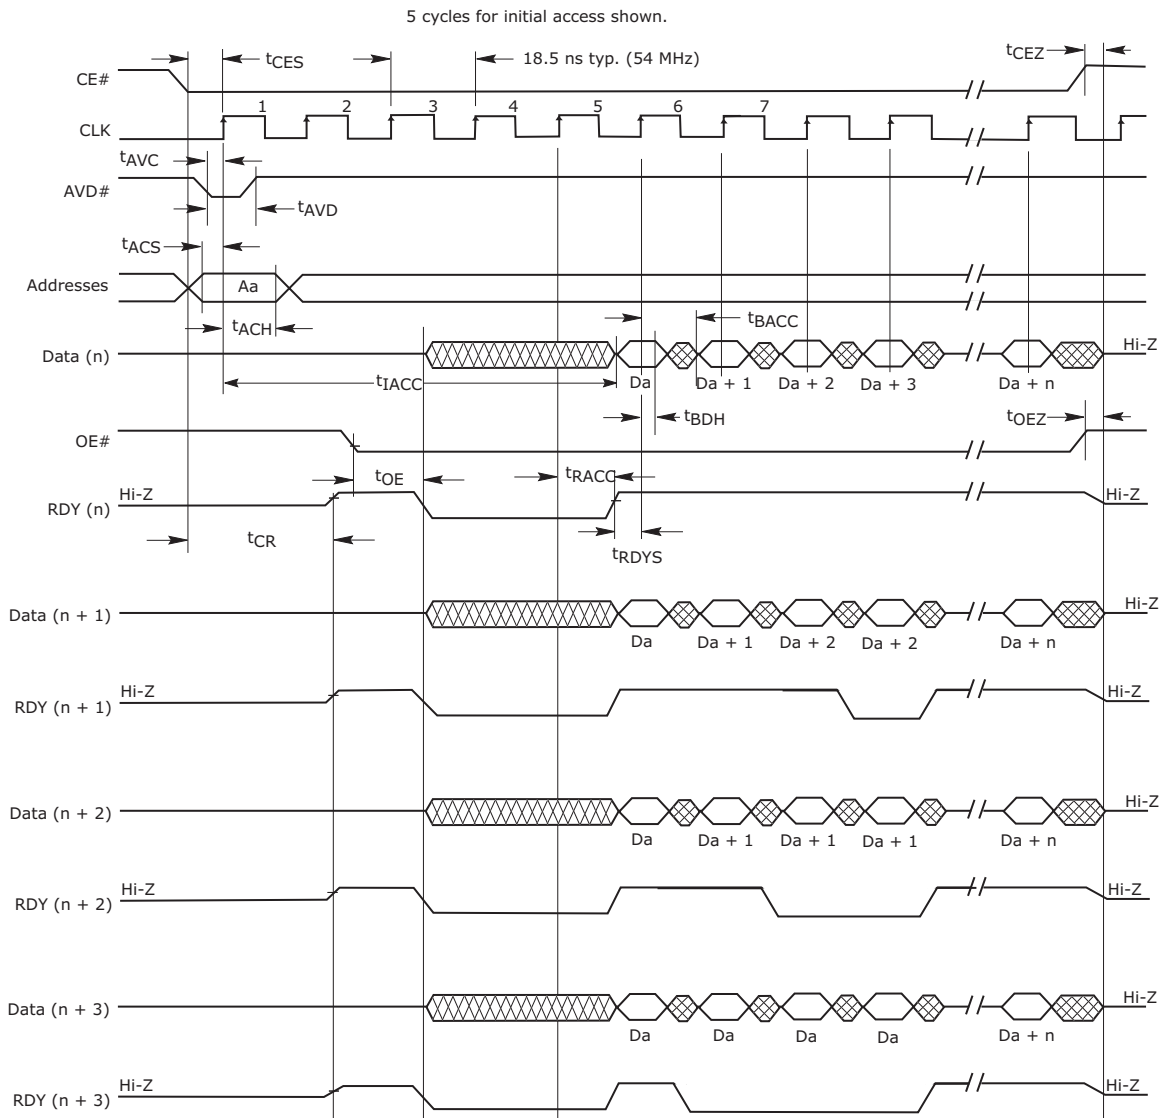 5 cycles for initial access shown.
tCES
18.5 ns typ. (54 MHz)
tCEZ
CE#
1 2 3 4 5 6 7
CLK
tAVC
AVD#
tAVD
tACS
Addresses
Aa
tACH
tBACC
Data (n)
Hi-Z
tIACC
Da Da + 1 Da + 2 Da + 3 Da + n
tBDH
tOEZ
OE#
tOE
tRACC
Hi-Z
Hi-Z
RDY (n)
tCR
tRDYS
Data (n + 1)
Hi-Z
Da Da + 1 Da + 2 Da + 2 Da + n
Hi-Z
Hi-Z
RDY (n + 1)
Data (n + 2)
Hi-Z
Da Da + 1 Da + 1 Da + 1 Da + n
Hi-Z
Hi-Z
RDY (n + 2)
Data (n + 3)
Hi-Z
Da Da Da Da Da + n
Hi-Z
Hi-Z
RDY (n + 3)